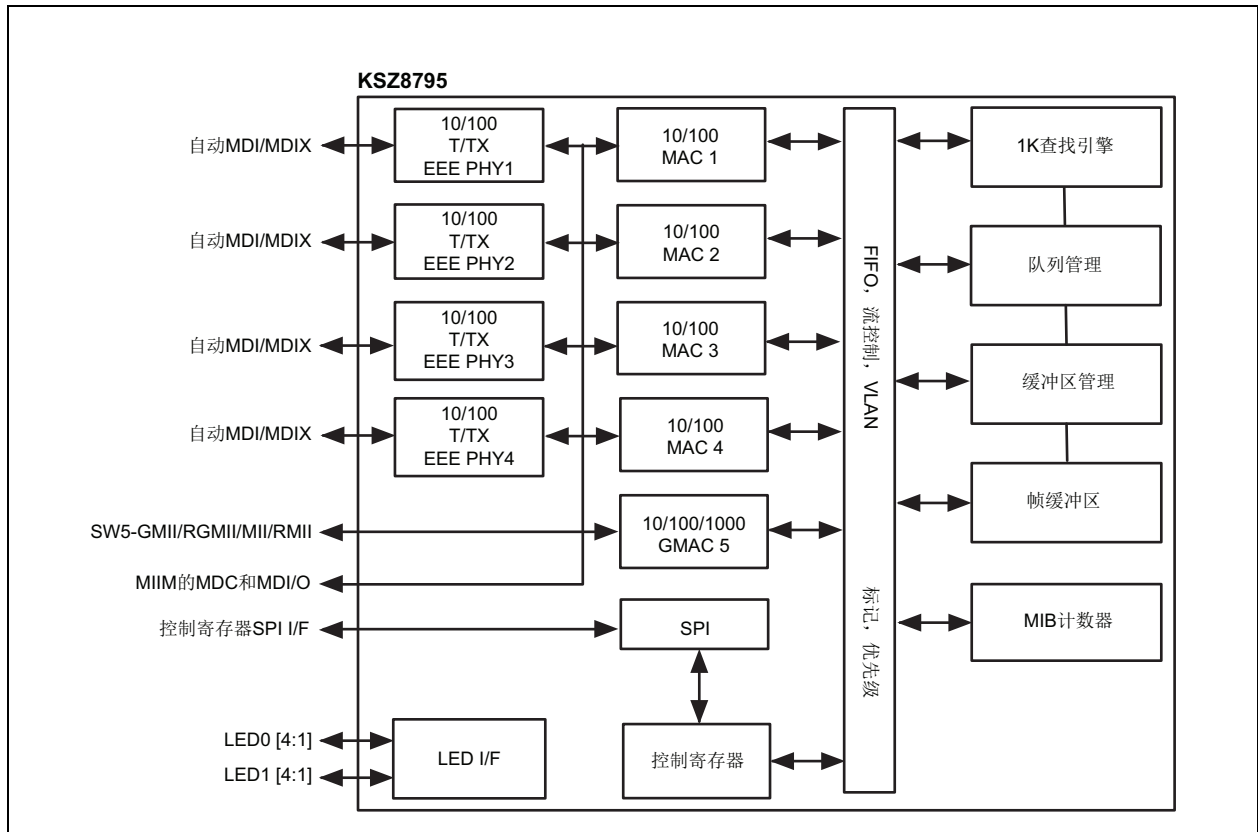 KSZ8795
自动MDI/MDIX
10/100
T/TX
EEE PHY1
10/100
MAC 1
1K查找引擎
自动MDI/MDIX
10/100
T/TX
EEE PHY2
10/100
MAC 2
队列管理
自动MDI/MDIX
10/100
T/TX
EEE PHY3
10/100
MAC 3
缓冲区管理
自动MDI/MDIX
10/100
T/TX
EEE PHY4
10/100
MAC 4
帧缓冲区
FIFO，流控制，VLAN
标记，优先级
SW5-GMII/RGMII/MII/RMII
10/100/1000
GMAC 5
MIIM的MDC和MDI/O
控制寄存器SPI I/F
SPI
MIB计数器
LED0 [4:1]
LED1 [4:1]
LED I/F
控制寄存器